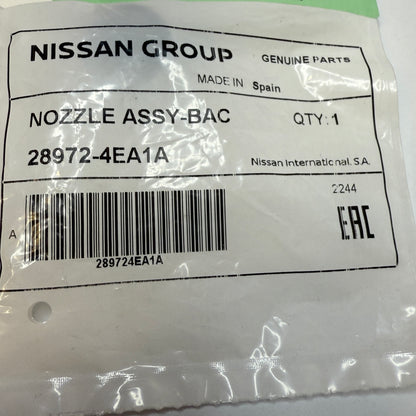 NISSAN GROUP GENUINE PARTS
MADE IN Spain
NOZZLE ASSY-BAC QTY: 1
28972-4EA1A Nissan International. S.A.
2244
A EAC
289724EA1A